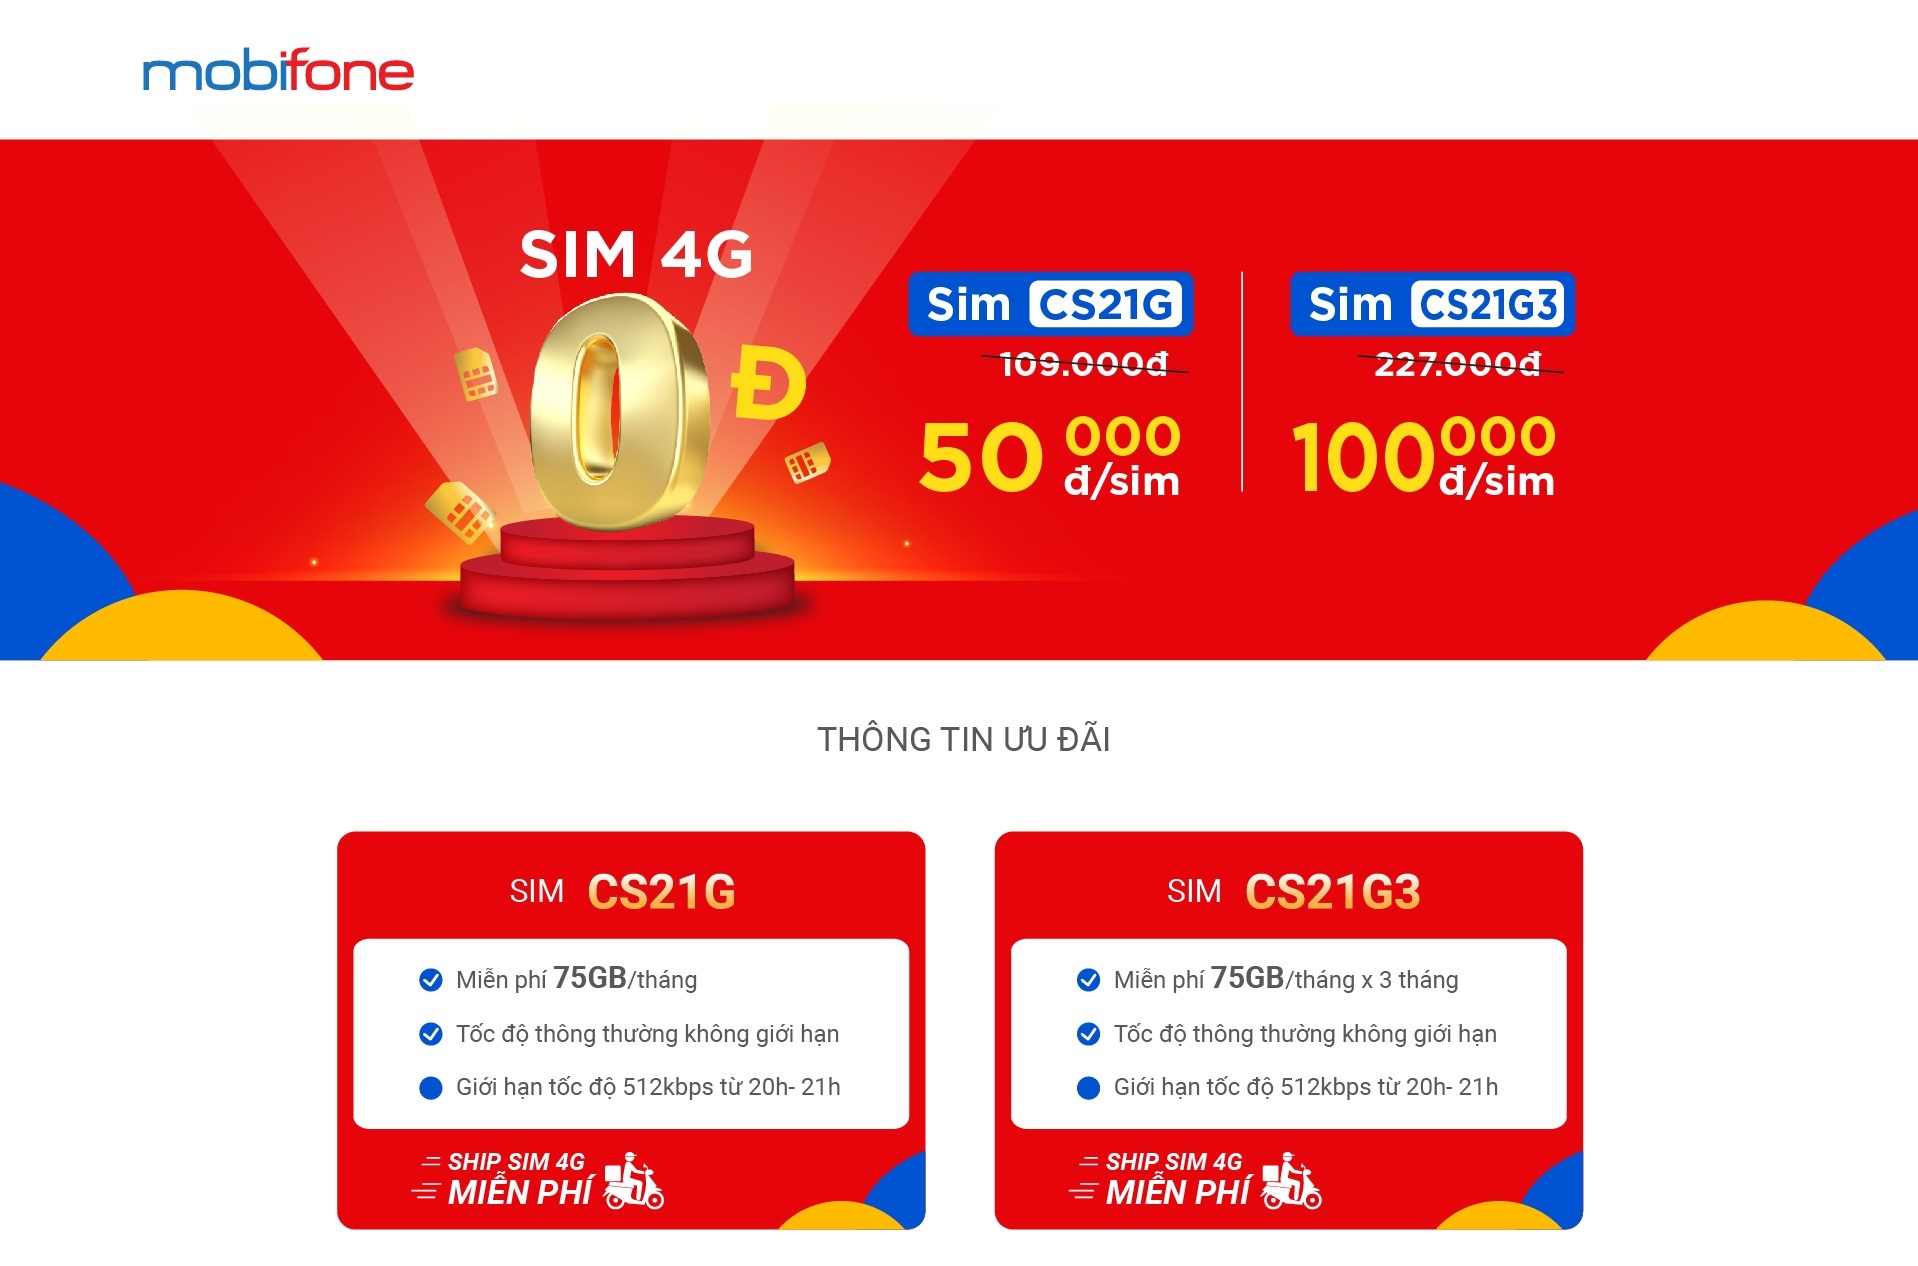 mobifone
SIM 4G
0Đ
Sim CS21G
109.000đ
50 000
đ/sim
Sim CS21G3
227.000đ
100 000
đ/sim
THÔNG TIN ƯU ĐÃI
SIM CS21G
Miễn phí 75GB/tháng
Tốc độ thông thường không giới hạn
Giới hạn tốc độ 512kbps từ 20h- 21h
SHIP SIM 4G
MIỄN PHÍ
SIM CS21G3
Miễn phí 75GB/tháng x 3 tháng
Tốc độ thông thường không giới hạn
Giới hạn tốc độ 512kbps từ 20h- 21h
SHIP SIM 4G
MIỄN PHÍ